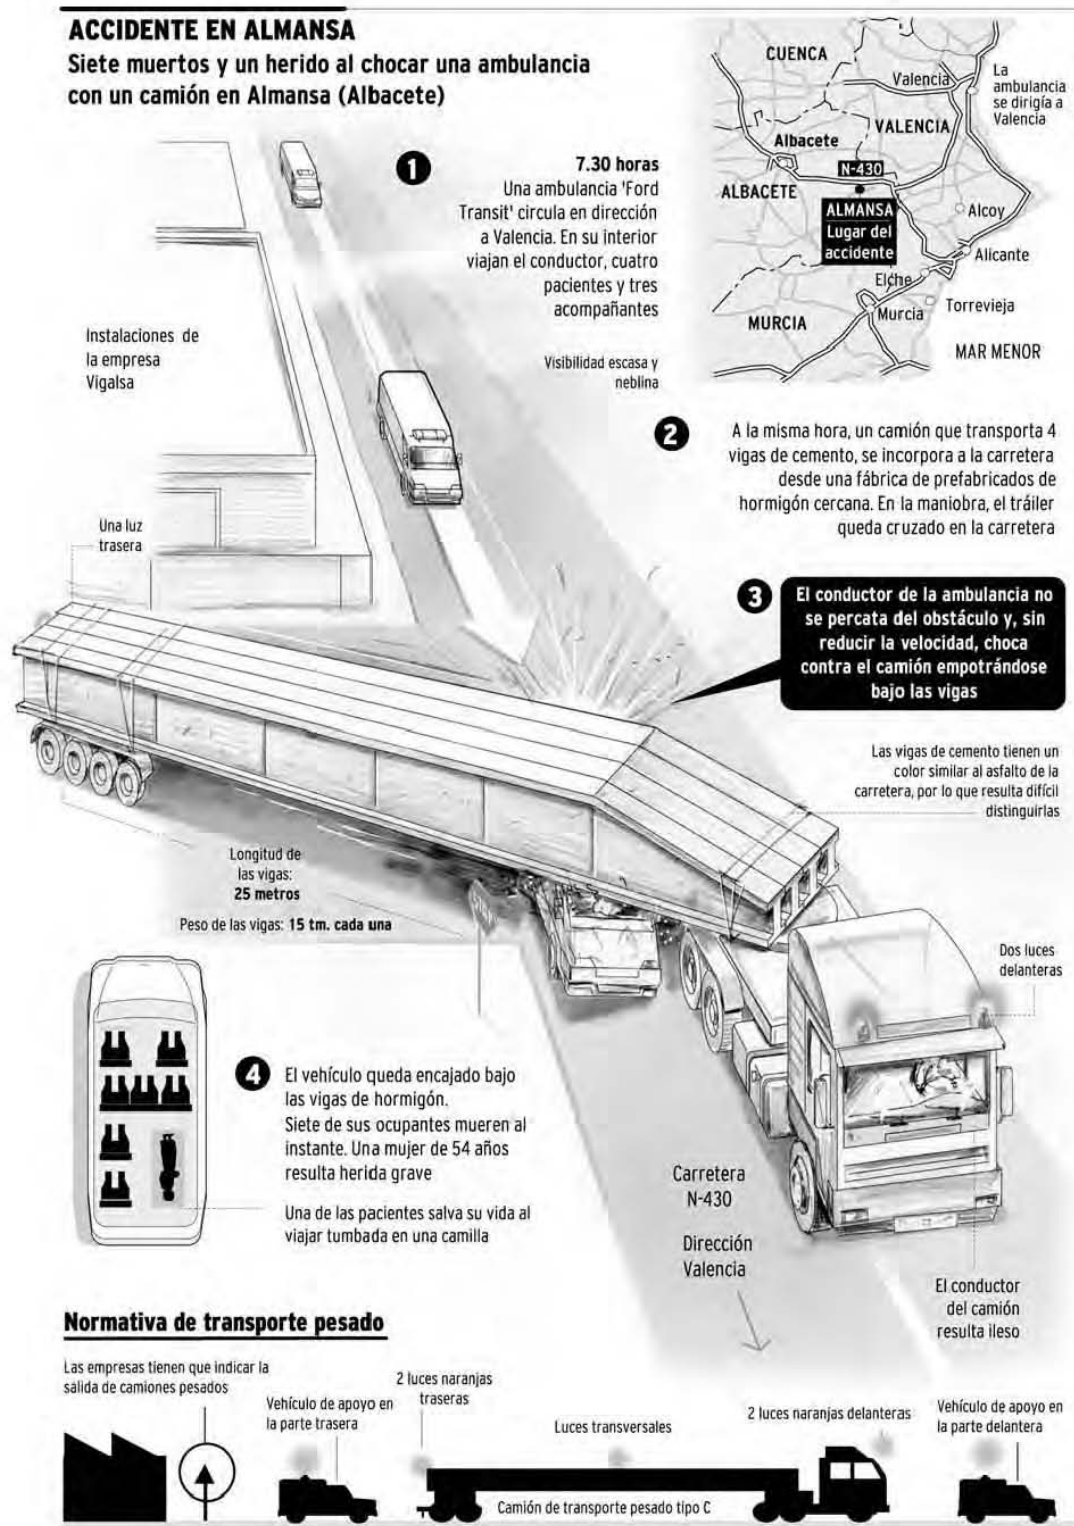 ACCIDENTE EN ALMANSA
Siete muertos y un herido al chocar una ambulancia
con un camión en Almansa (Albacete)
CUENCA
Valencia
La
ambulancia
se dirigía a
Valencia
VALENCIA
Albacete
N-430
ALBACETE
ALMANSA
Lugar del
accidente
Alcoy
Alicante
Elche
Murcia
Torrevieja
MURCIA
MAR MENOR
1
7.30 horas
Una ambulancia 'Ford
Transit' circula en dirección
a Valencia. En su interior
viajan el conductor, cuatro
pacientes y tres
acompañantes
Instalaciones de
la empresa
Vigalsa
Visibilidad escasa y
neblina
2
A la misma hora, un camión que transporta 4
vigas de cemento, se incorpora a la carretera
desde una fábrica de prefabricados de
hormigón cercana. En la maniobra, el tráiler
queda cruzado en la carretera
Una luz
trasera
3
El conductor de la ambulancia no
se percata del obstáculo y, sin
reducir la velocidad, choca
contra el camión empotrándose
bajo las vigas
Las vigas de cemento tienen un
color similar al asfalto de la
carretera, por lo que resulta difícil
distinguirlas
Longitud de
las vigas:
25 metros
Peso de las vigas: 15 tm. cada una
Dos luces
delanteras
4
El vehículo queda encajado bajo
las vigas de hormigón.
Siete de sus ocupantes mueren al
instante. Una mujer de 54 años
resulta herida grave
Una de las pacientes salva su vida al
viajar tumbada en una camilla
Carretera
N-430
Dirección
Valencia
El conductor
del camión
resulta ileso
Normativa de transporte pesado
Las empresas tienen que indicar la
salida de camiones pesados
Vehículo de apoyo en
la parte trasera
2 luces naranjas
traseras
Luces transversales
2 luces naranjas delanteras
Vehículo de apoyo en
la parte delantera
Camión de transporte pesado tipo C